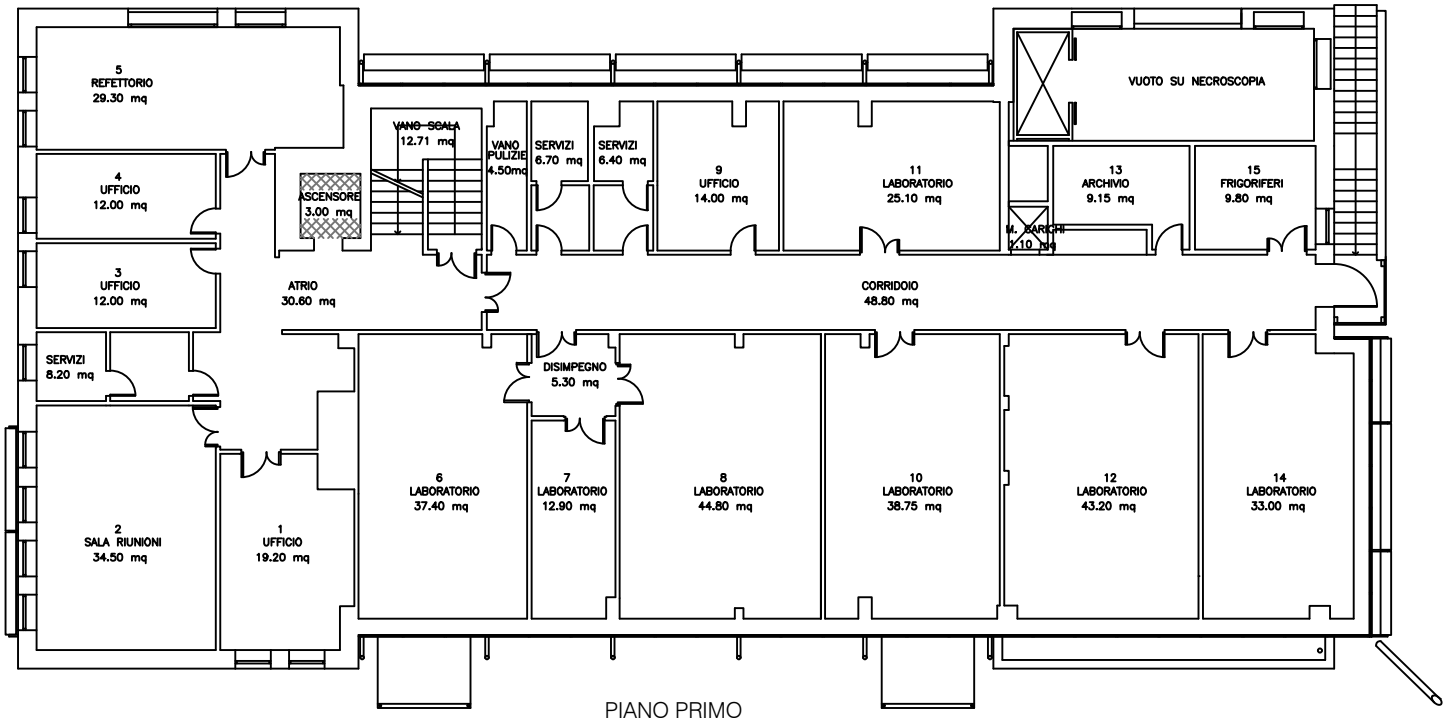 5
REFETTORIO
29.30 mq
VUOTO SU NECROSCOPIA
VANO SCALA
12.71 mq
VANO
PULIZIE
4.50mq
SERVIZI
6.70 mq
SERVIZI
6.40 mq
9
UFFICIO
14.00 mq
11
LABORATORIO
25.10 mq
13
ARCHIVIO
9.15 mq
15
FRIGORIFERI
9.80 mq
4
UFFICIO
12.00 mq
ASCENSORE
3.00 mq
M. CARICHI
1.10 mq
3
UFFICIO
12.00 mq
ATRIO
30.60 mq
CORRIDOIO
48.80 mq
SERVIZI
8.20 mq
DISIMPEGNO
5.30 mq
6
LABORATORIO
37.40 mq
7
LABORATORIO
12.90 mq
8
LABORATORIO
44.80 mq
10
LABORATORIO
38.75 mq
12
LABORATORIO
43.20 mq
14
LABORATORIO
33.00 mq
2
SALA RIUNIONI
34.50 mq
1
UFFICIO
19.20 mq
PIANO PRIMO